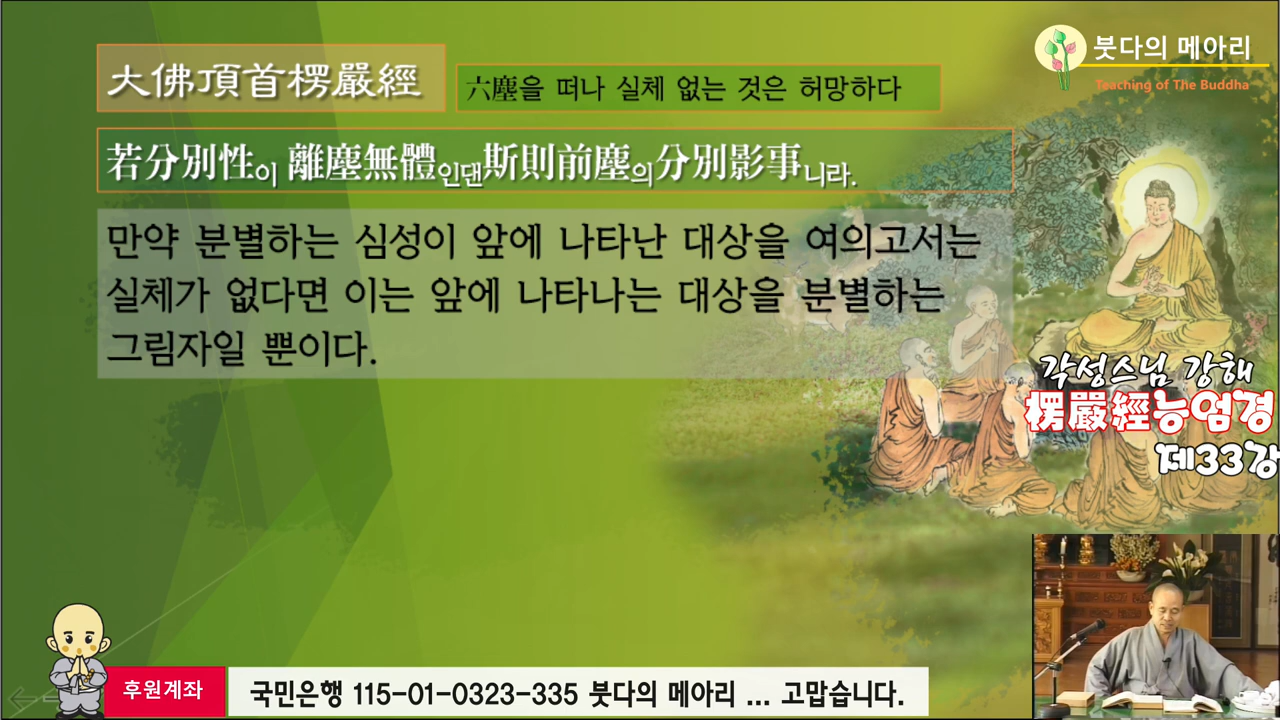 大佛頂首楞嚴經
六塵을 떠나 실체 없는 것은 허망하다
붓다의 메아리
Teaching of The Buddha
若分別性이 離塵無體인댄斯則前塵의分別影事니라.
만약 분별하는 심성이 앞에 나타난 대상을 여의고서는
실체가 없다면 이는 앞에 나타나는 대상을 분별하는
그림자일 뿐이다.
각성스님 강해
楞嚴經능엄경
제33강
후원계좌
국민은행 115-01-0323-335 붓다의 메아리 ... 고맙습니다.